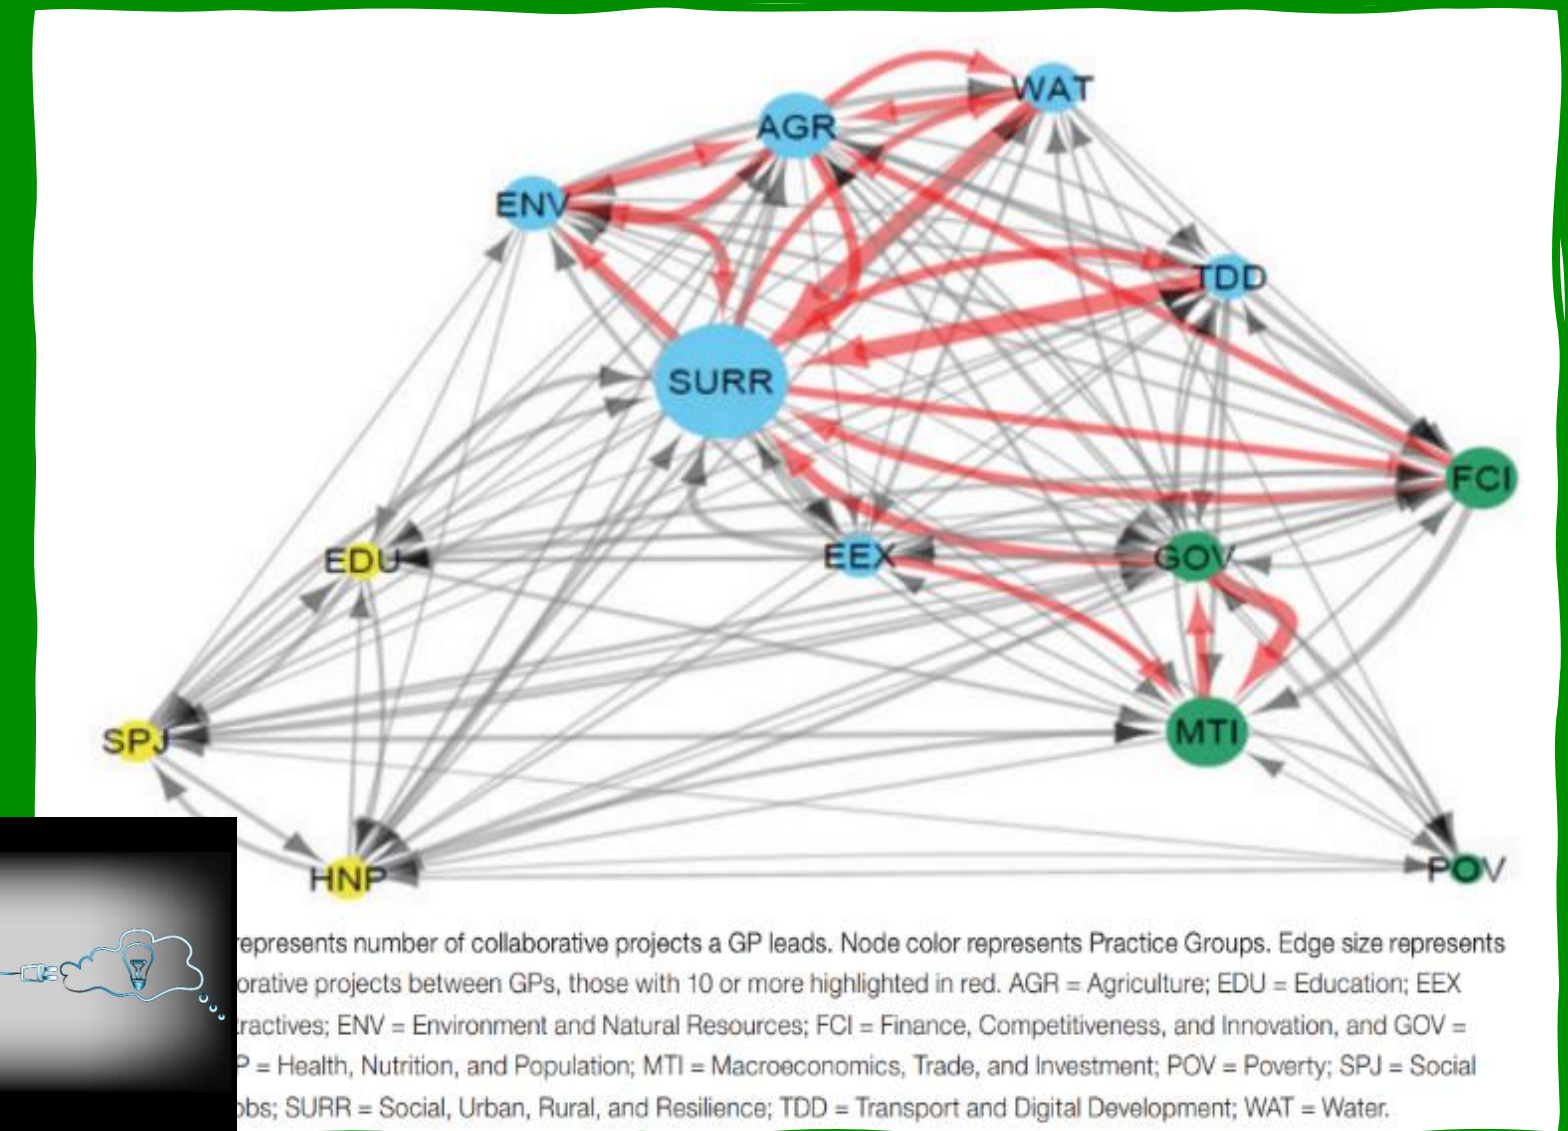 WAT
AGR
ENV
TDD
SURR
FCI
EDU
EEX
GOV
SPJ
MTI
HNP
POV
represents number of collaborative projects a GP leads. Node color represents Practice Groups. Edge size represents
orative projects between GPs, those with 10 or more highlighted in red. AGR = Agriculture; EDU = Education; EEX
ractives; ENV = Environment and Natural Resources; FCI = Finance, Competitiveness, and Innovation, and GOV =
P = Health, Nutrition, and Population; MTI = Macroeconomics, Trade, and Investment; POV = Poverty; SPJ = Social
obs; SURR = Social, Urban, Rural, and Resilience; TDD = Transport and Digital Development; WAT = Water.